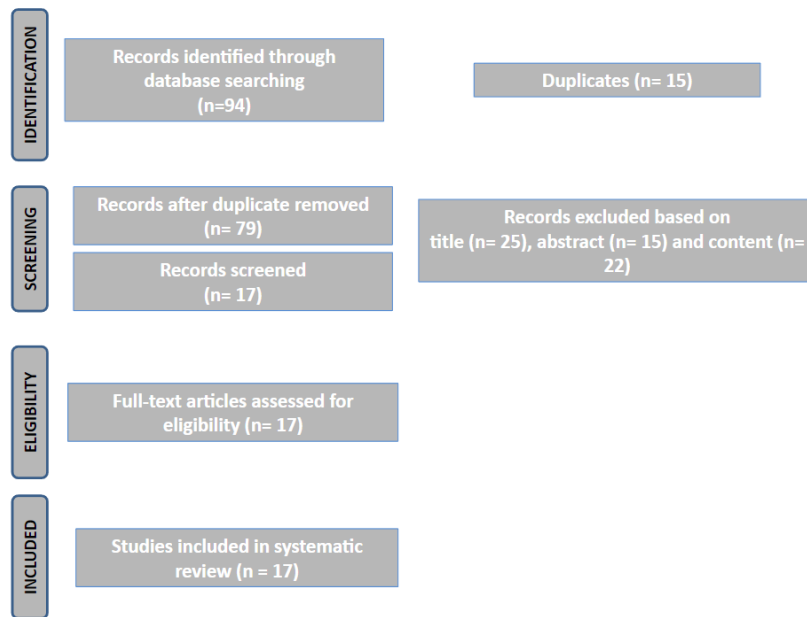 IDENTIFICATION
Records identified through
database searching
(n=94)
Duplicates (n= 15)
SCREENING
Records after duplicate removed
(n= 79)
Records screened
(n= 17)
Records excluded based on
title (n= 25), abstract (n= 15) and content (n=
22)
ELIGIBILITY
Full-text articles assessed for
eligibility (n= 17)
INCLUDED
Studies included in systematic
review (n = 17)